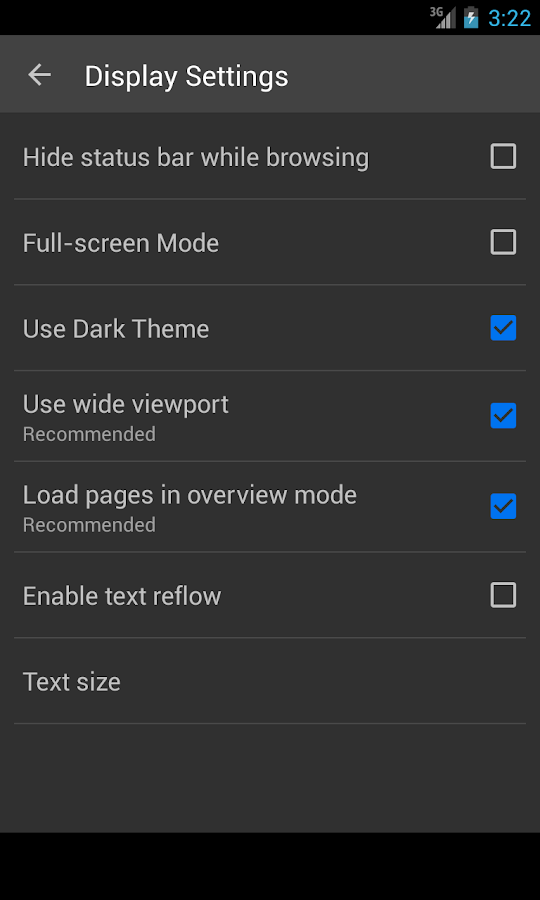 3G 3:22
Display Settings
Hide status bar while browsing
Full-screen Mode
Use Dark Theme
Use wide viewport
Recommended
Load pages in overview mode
Recommended
Enable text reflow
Text size